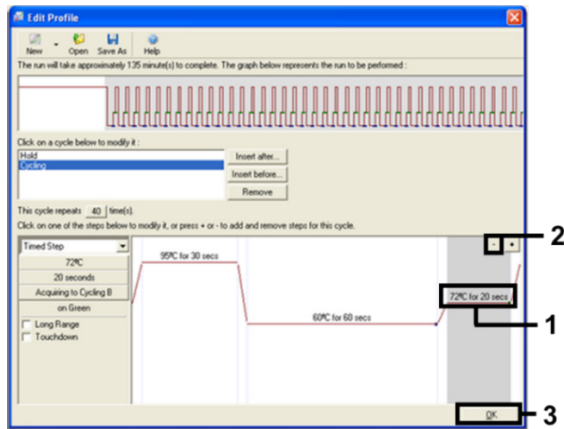 Edit Profile
New Open Save As Help
The run will take approximately 135 minute(s) to complete. The graph below represents the run to be performed :
Click on a cycle below to modify it :
Hold
Cycling
Insert after...
Insert before...
Remove
This cycle repeats 40 time(s).
Click on one of the steps below to modify it, or press + or - to add and remove steps for this cycle.
Timed Step
- +
2
72ºC
20 seconds
Acquiring to Cycling B
on Green
Long Range
Touchdown
95ºC for 30 secs
60ºC for 60 secs
72ºC for 20 secs
1
OK
3